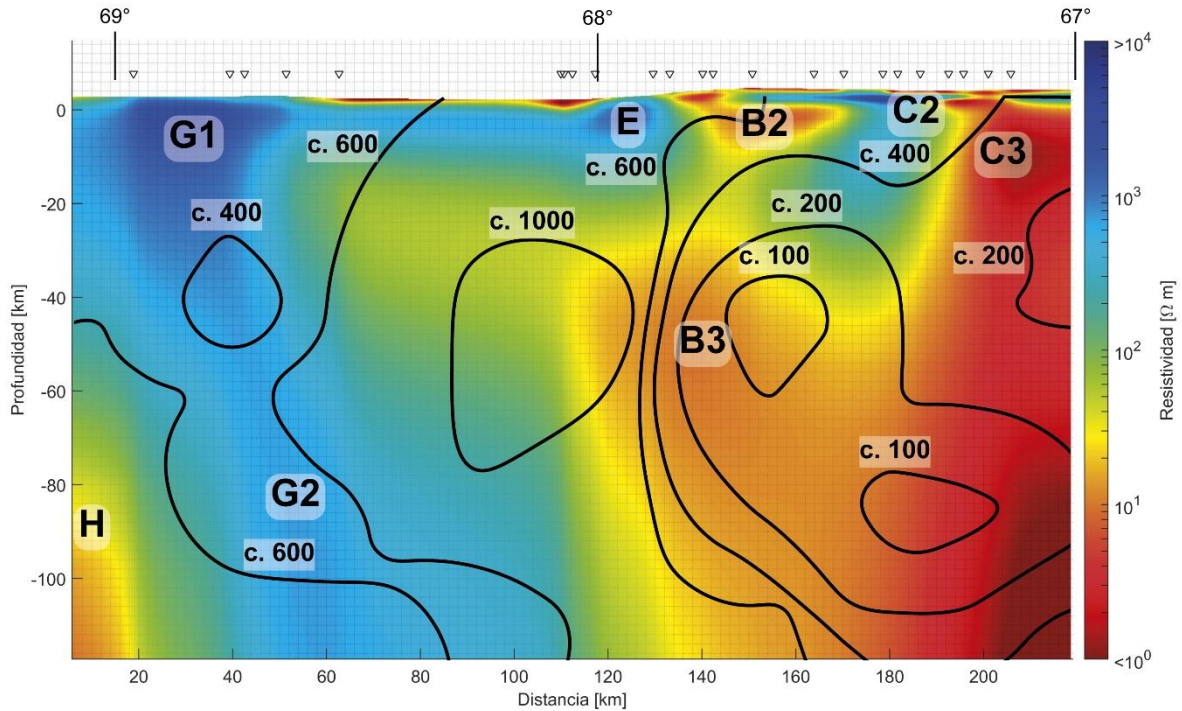 69°
68°
67°
0
-20
-40
-60
-80
-100
Profundidad [km]
G1
c. 600
E
c. 600
B2
C2
c. 400
C3
c. 400
c. 1000
c. 200
c. 100
c. 200
B3
G2
H
c. 600
c. 100
20
40
60
80
100
120
140
160
180
200
Distancia [km]
>10⁴
10³
10²
10¹
<10⁰
Resistividad [Ω m]